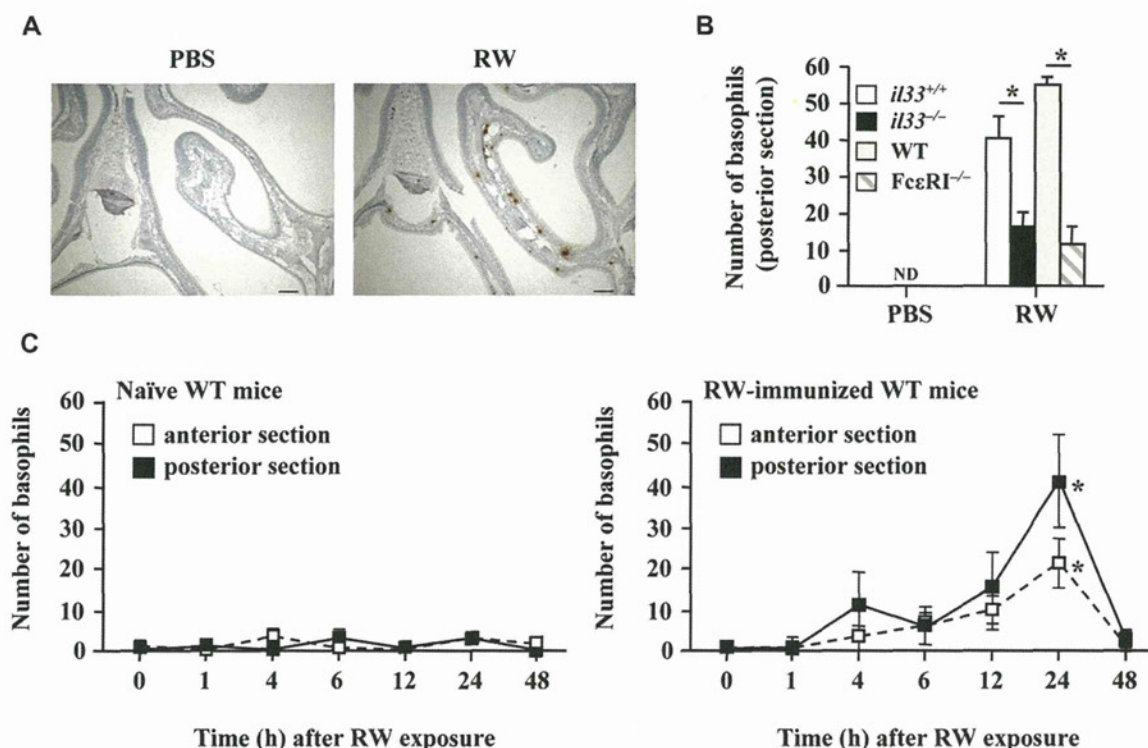 A
PBS
RW
B
Number of basophils
(posterior section)
60
50
40
30
20
10
0
il33+/+
il33−/−
WT
FcεRI−/−
*
*
ND
PBS
RW
C
Naïve WT mice
anterior section
posterior section
Number of basophils
60
50
40
30
20
10
0
0 1 4 6 12 24 48
Time (h) after RW exposure
RW-immunized WT mice
anterior section
posterior section
Number of basophils
60
50
40
30
20
10
0
*
*
0 1 4 6 12 24 48
Time (h) after RW exposure